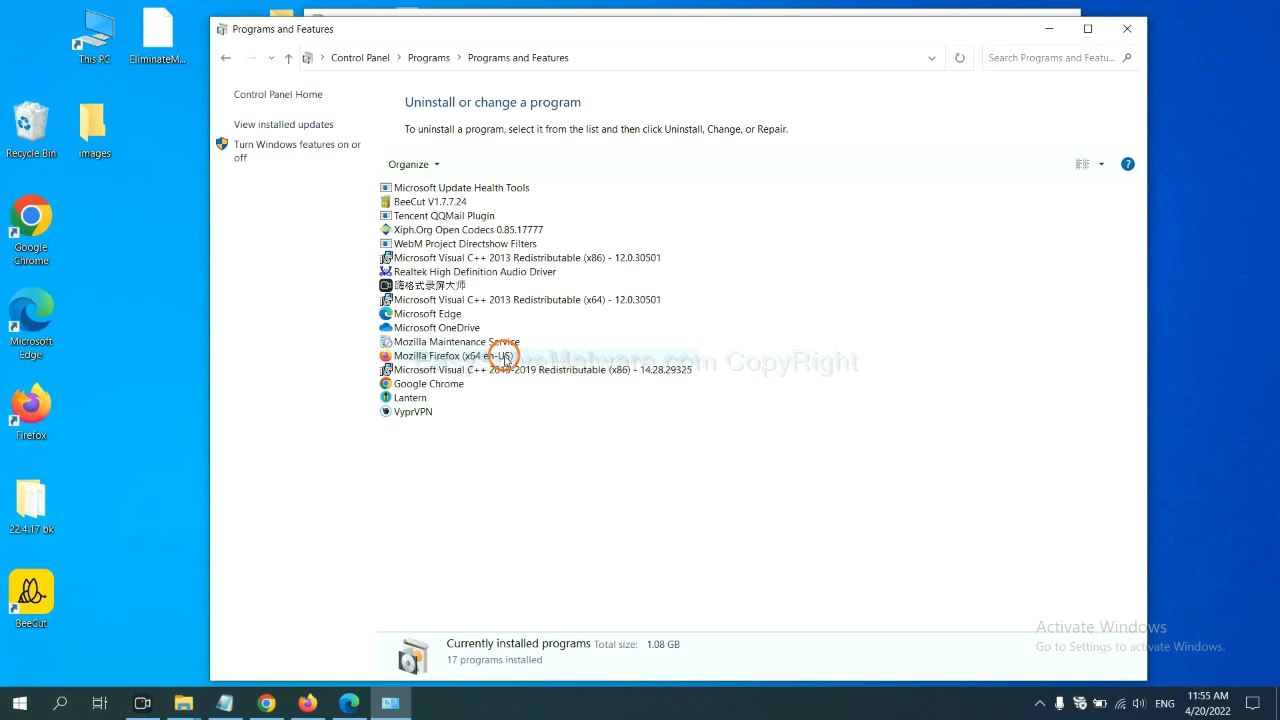 This PC
EliminateM...
Recycle Bin
images
Google
Chrome
Microsoft
Edge
Firefox
22.4.17 bk
BeeCut
Programs and Features
Control Panel
Programs
Programs and Features
Search Programs and Featu...
Control Panel Home
View installed updates
Turn Windows features on or
off
Uninstall or change a program
To uninstall a program, select it from the list and then click Uninstall, Change, or Repair.
Organize
Microsoft Update Health Tools
BeeCut V1.7.7.24
Tencent QQMail Plugin
Xiph.Org Open Codecs 0.85.17777
WebM Project Directshow Filters
Microsoft Visual C++ 2013 Redistributable (x86) - 12.0.30501
Realtek High Definition Audio Driver
嗨格式录屏大师
Microsoft Visual C++ 2013 Redistributable (x64) - 12.0.30501
Microsoft Edge
Microsoft OneDrive
Mozilla Maintenance Service
Mozilla Firefox (x64 en-US)
CopyRight
Microsoft Visual C++ 2015-2019 Redistributable (x86) - 14.28.29325
Google Chrome
Lantern
VyprVPN
Currently installed programs Total size: 1.08 GB
17 programs installed
Activate Windows
Go to Settings to activate Windows.
ENG
11:55 AM
4/20/2022